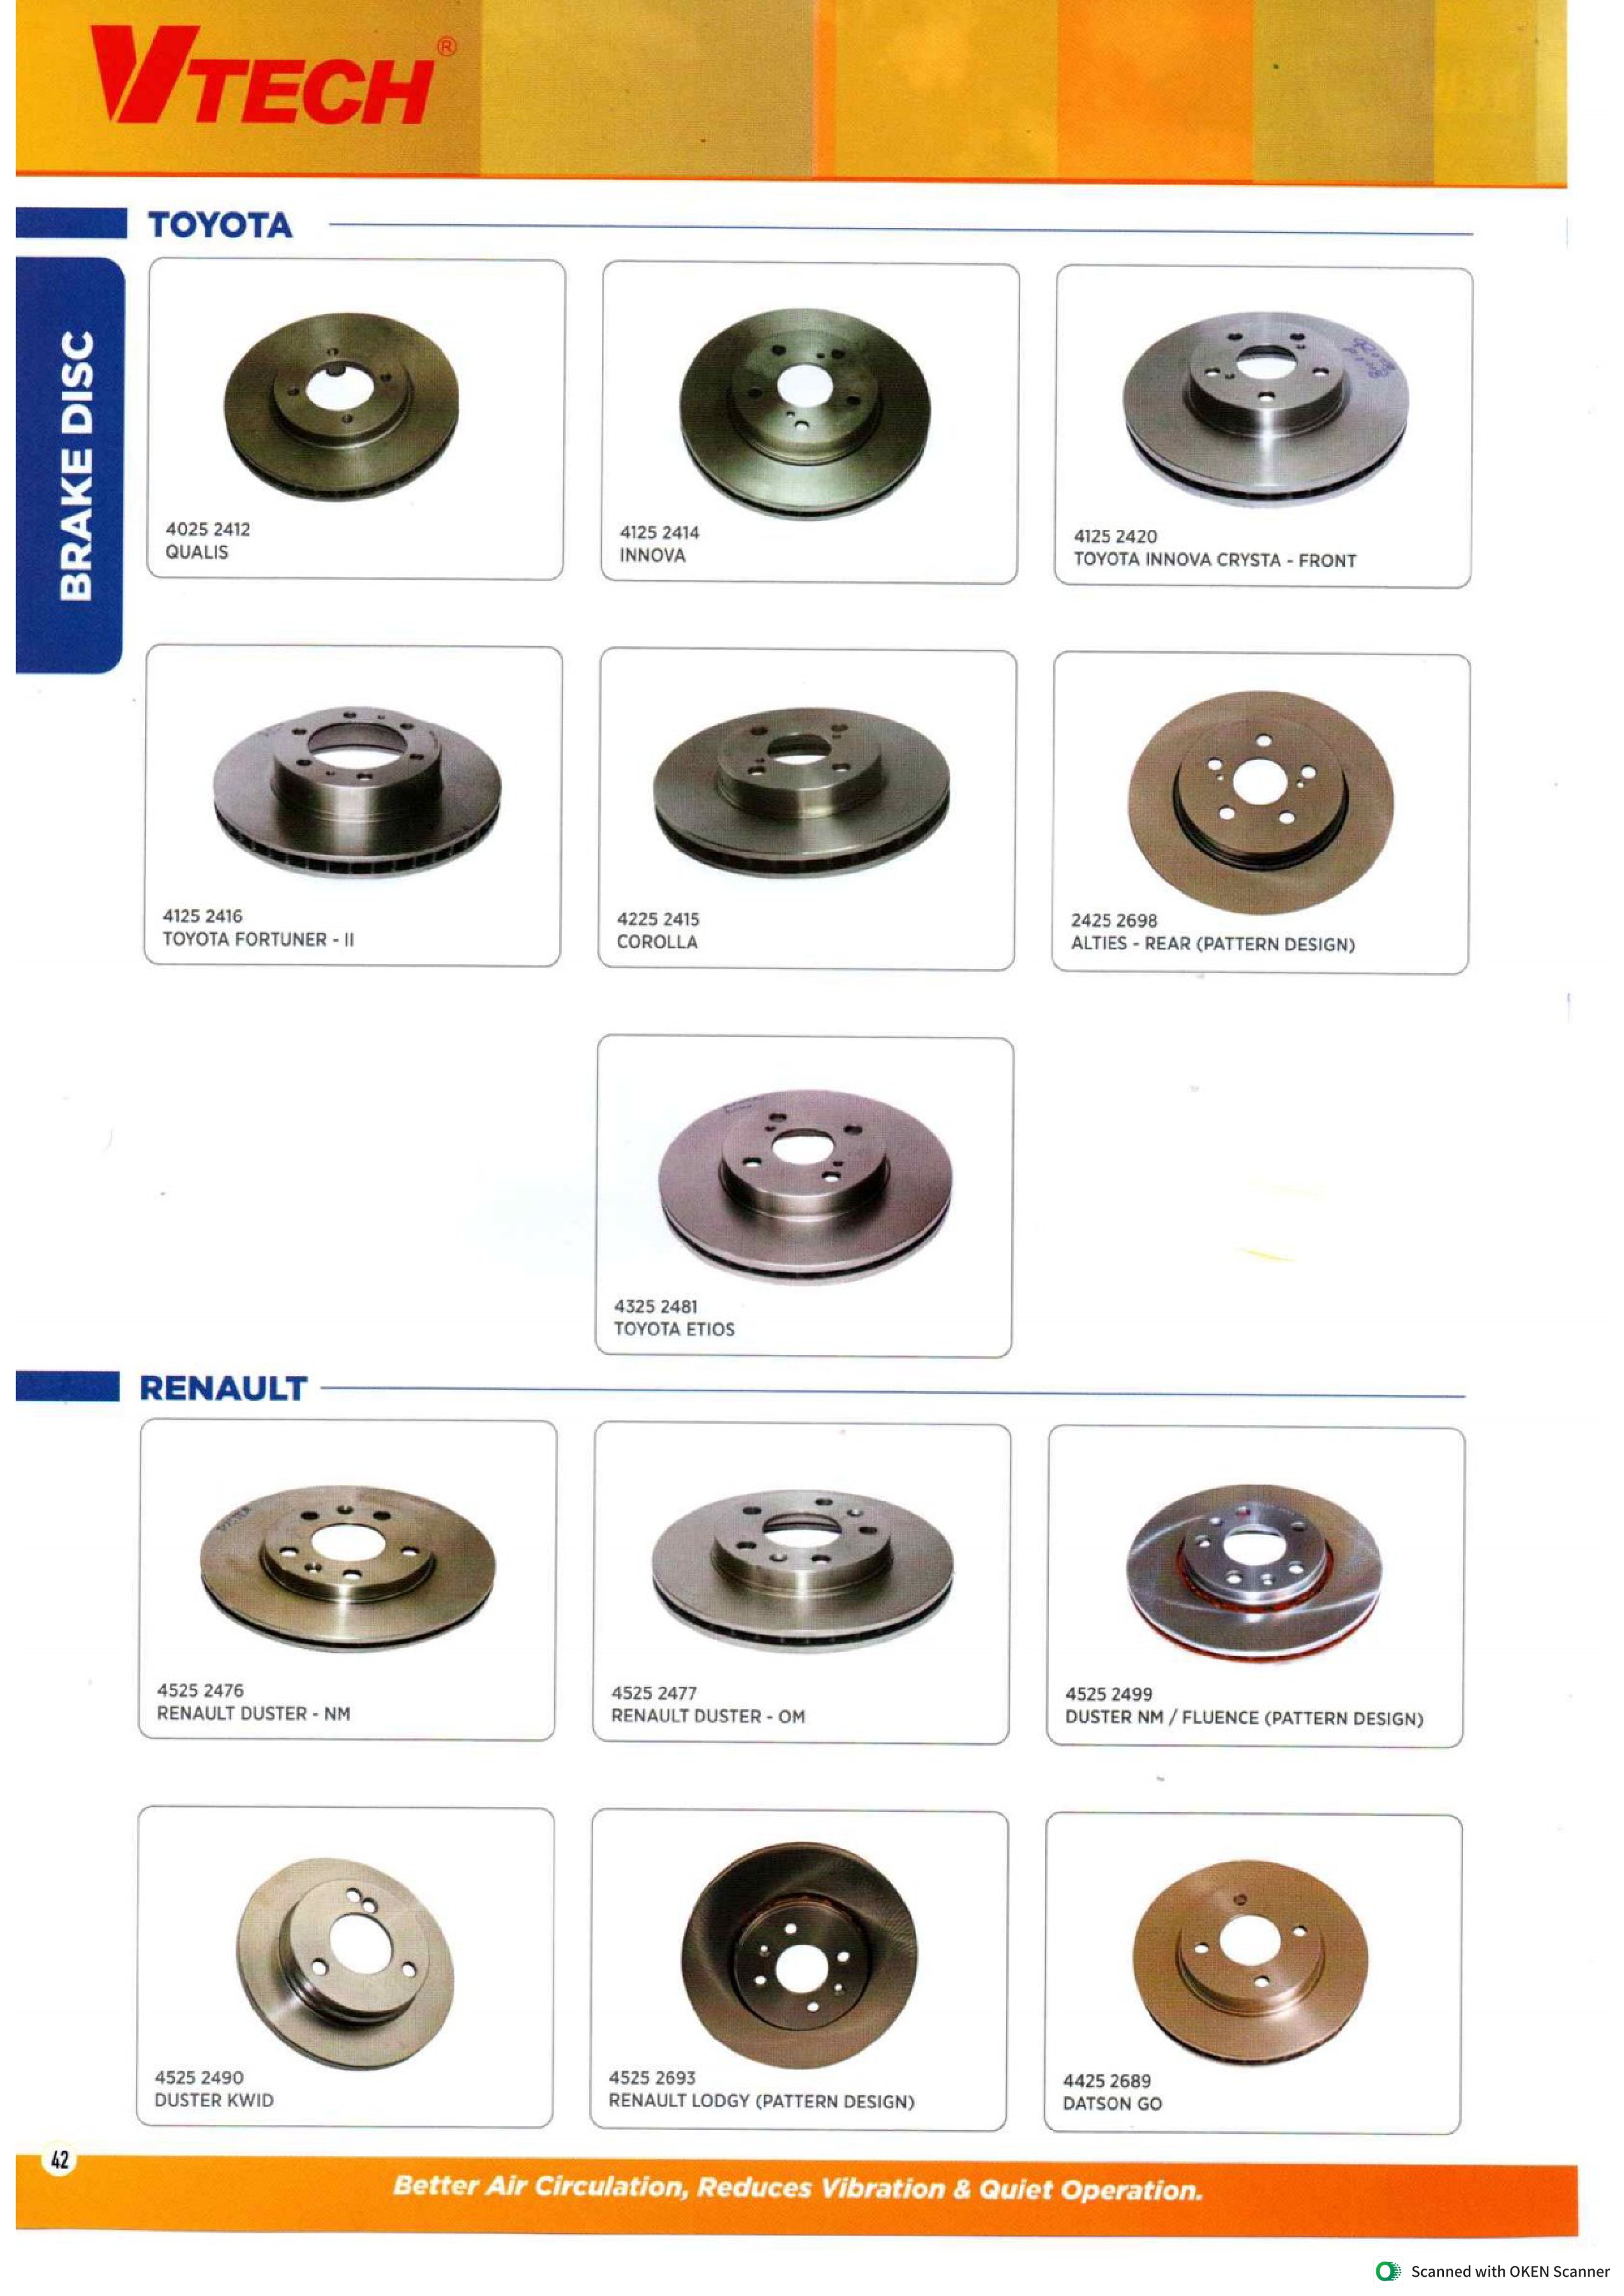 VTECH®
TOYOTA
BRAKE DISC
4025 2412
QUALIS
4125 2414
INNOVA
4125 2420
TOYOTA INNOVA CRYSTA - FRONT
4125 2416
TOYOTA FORTUNER - II
4225 2415
COROLLA
2425 2698
ALTIES - REAR (PATTERN DESIGN)
4325 2481
TOYOTA ETIOS
RENAULT
4525 2476
RENAULT DUSTER - NM
4525 2477
RENAULT DUSTER - OM
4525 2499
DUSTER NM / FLUENCE (PATTERN DESIGN)
4525 2490
DUSTER KWID
4525 2693
RENAULT LODGY (PATTERN DESIGN)
4425 2689
DATSON GO
42
Better Air Circulation, Reduces Vibration & Quiet Operation.
Scanned with OKEN Scanner